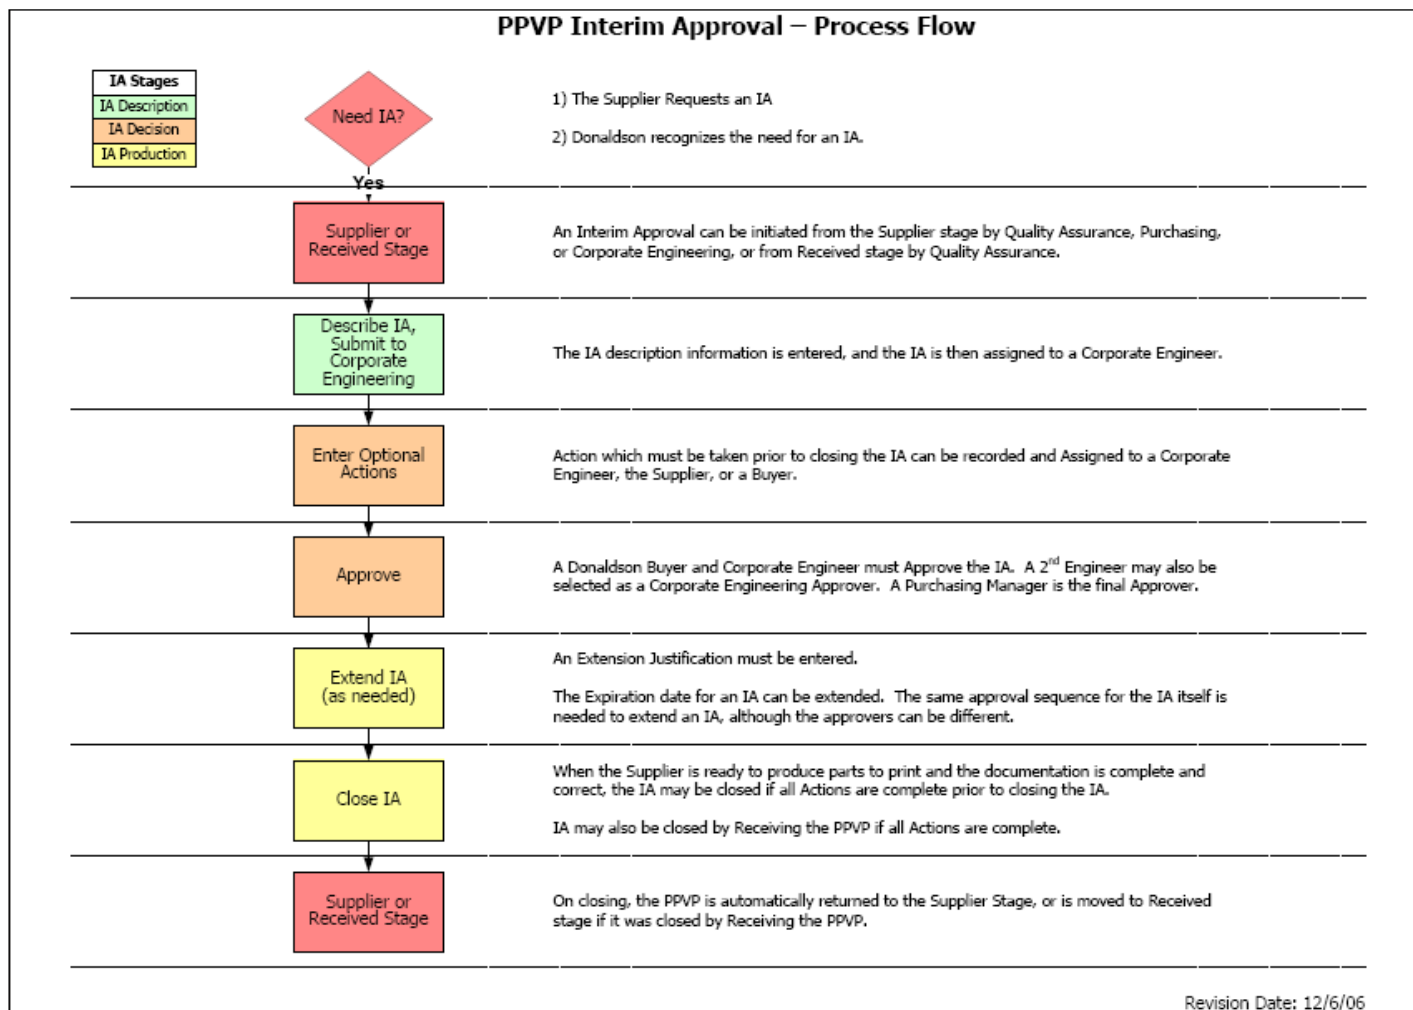 PPVP Interim Approval – Process Flow
IA Stages
IA Description
IA Decision
IA Production
Need IA?
1) The Supplier Requests an IA
2) Donaldson recognizes the need for an IA.
Yes
Supplier or
Received Stage
An Interim Approval can be initiated from the Supplier stage by Quality Assurance, Purchasing,
or Corporate Engineering, or from Received stage by Quality Assurance.
Describe IA,
Submit to
Corporate
Engineering
The IA description information is entered, and the IA is then assigned to a Corporate Engineer.
Enter Optional
Actions
Action which must be taken prior to closing the IA can be recorded and Assigned to a Corporate
Engineer, the Supplier, or a Buyer.
Approve
A Donaldson Buyer and Corporate Engineer must Approve the IA.  A 2nd Engineer may also be
selected as a Corporate Engineering Approver.  A Purchasing Manager is the final Approver.
Extend IA
(as needed)
An Extension Justification must be entered.
The Expiration date for an IA can be extended.  The same approval sequence for the IA itself is
needed to extend an IA, although the approvers can be different.
Close IA
When the Supplier is ready to produce parts to print and the documentation is complete and
correct, the IA may be closed if all Actions are complete prior to closing the IA.
IA may also be closed by Receiving the PPVP if all Actions are complete.
Supplier or
Received Stage
On closing, the PPVP is automatically returned to the Supplier Stage, or is moved to Received
stage if it was closed by Receiving the PPVP.
Revision Date: 12/6/06